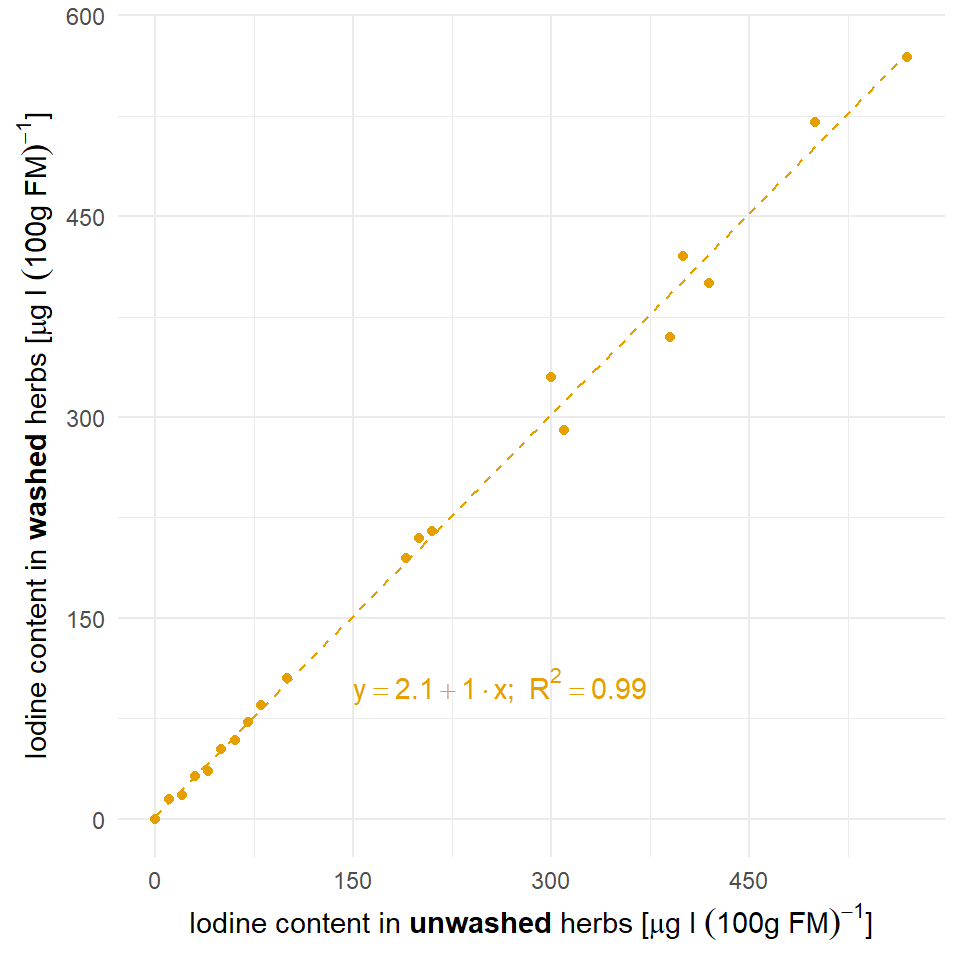 600
450
300
150
0
Iodine content in washed herbs [μg I (100g FM)⁻¹]
y = 2.1 + 1 · x; R² = 0.99
0 150 300 450
Iodine content in unwashed herbs [μg I (100g FM)⁻¹]